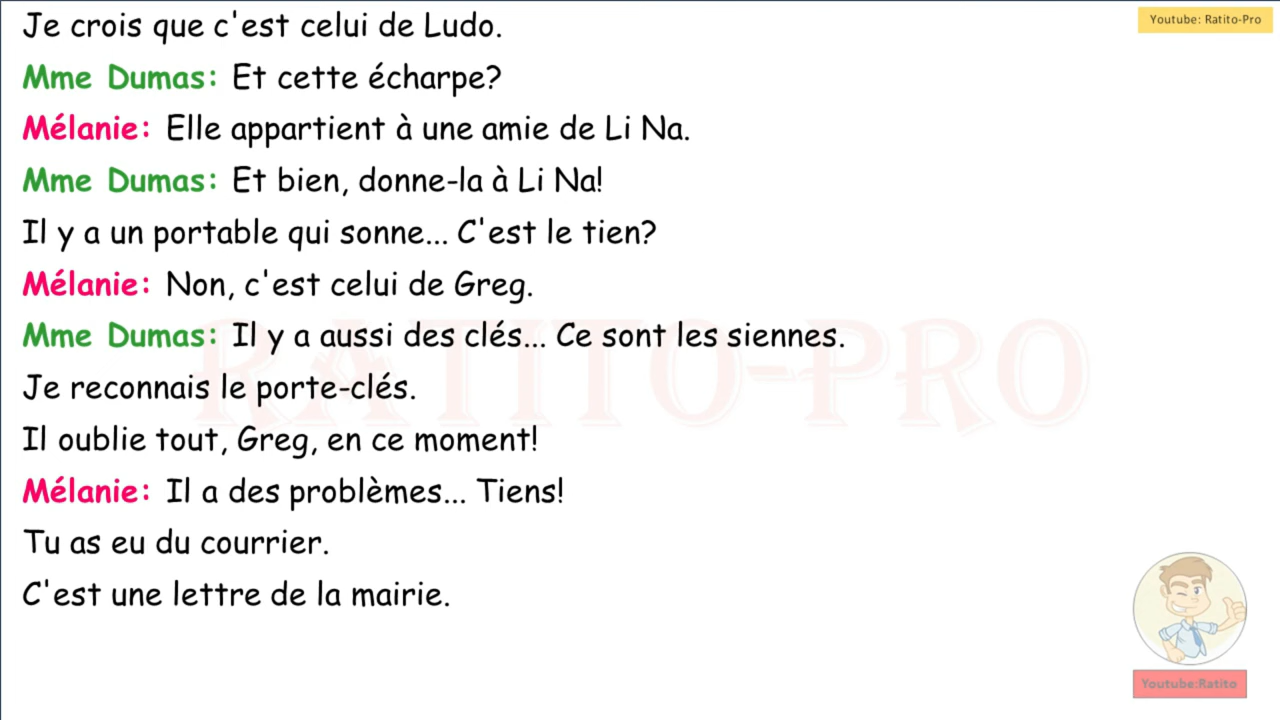 Je crois que c'est celui de Ludo.
Youtube: Ratito-Pro
Mme Dumas: Et cette écharpe?
Mélanie: Elle appartient à une amie de Li Na.
Mme Dumas: Et bien, donne-la à Li Na!
Il y a un portable qui sonne... C'est le tien?
Mélanie: Non, c'est celui de Greg.
Mme Dumas: Il y a aussi des clés... Ce sont les siennes.
RATITO-PRO
Je reconnais le porte-clés.
Il oublie tout, Greg, en ce moment!
Mélanie: Il a des problèmes... Tiens!
Tu as eu du courrier.
C'est une lettre de la mairie.
Youtube:Ratito